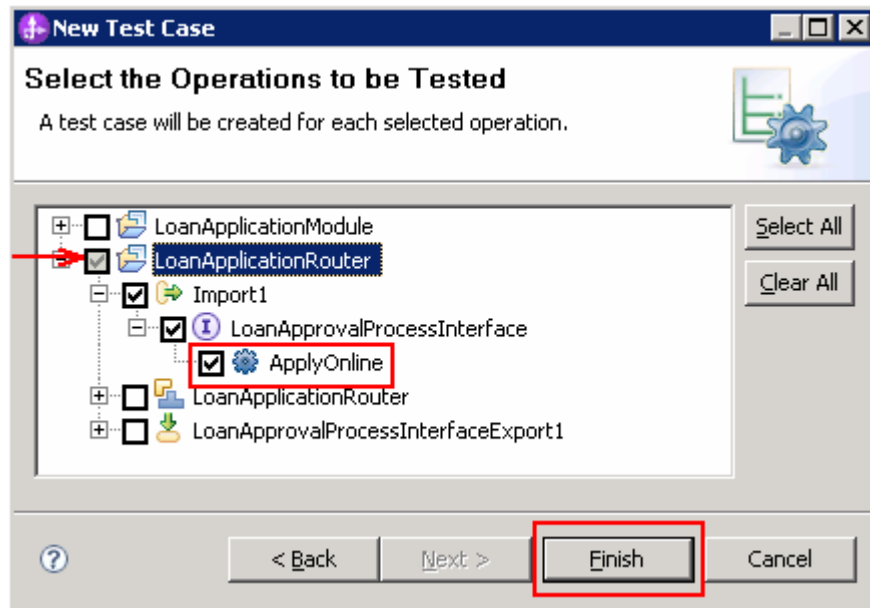 New Test Case
Select the Operations to be Tested
A test case will be created for each selected operation.
LoanApplicationModule
LoanApplicationRouter
Import1
I LoanApprovalProcessInterface
ApplyOnline
LoanApplicationRouter
LoanApprovalProcessInterfaceExport1
Select All
Clear All
? < Back Next > Finish Cancel